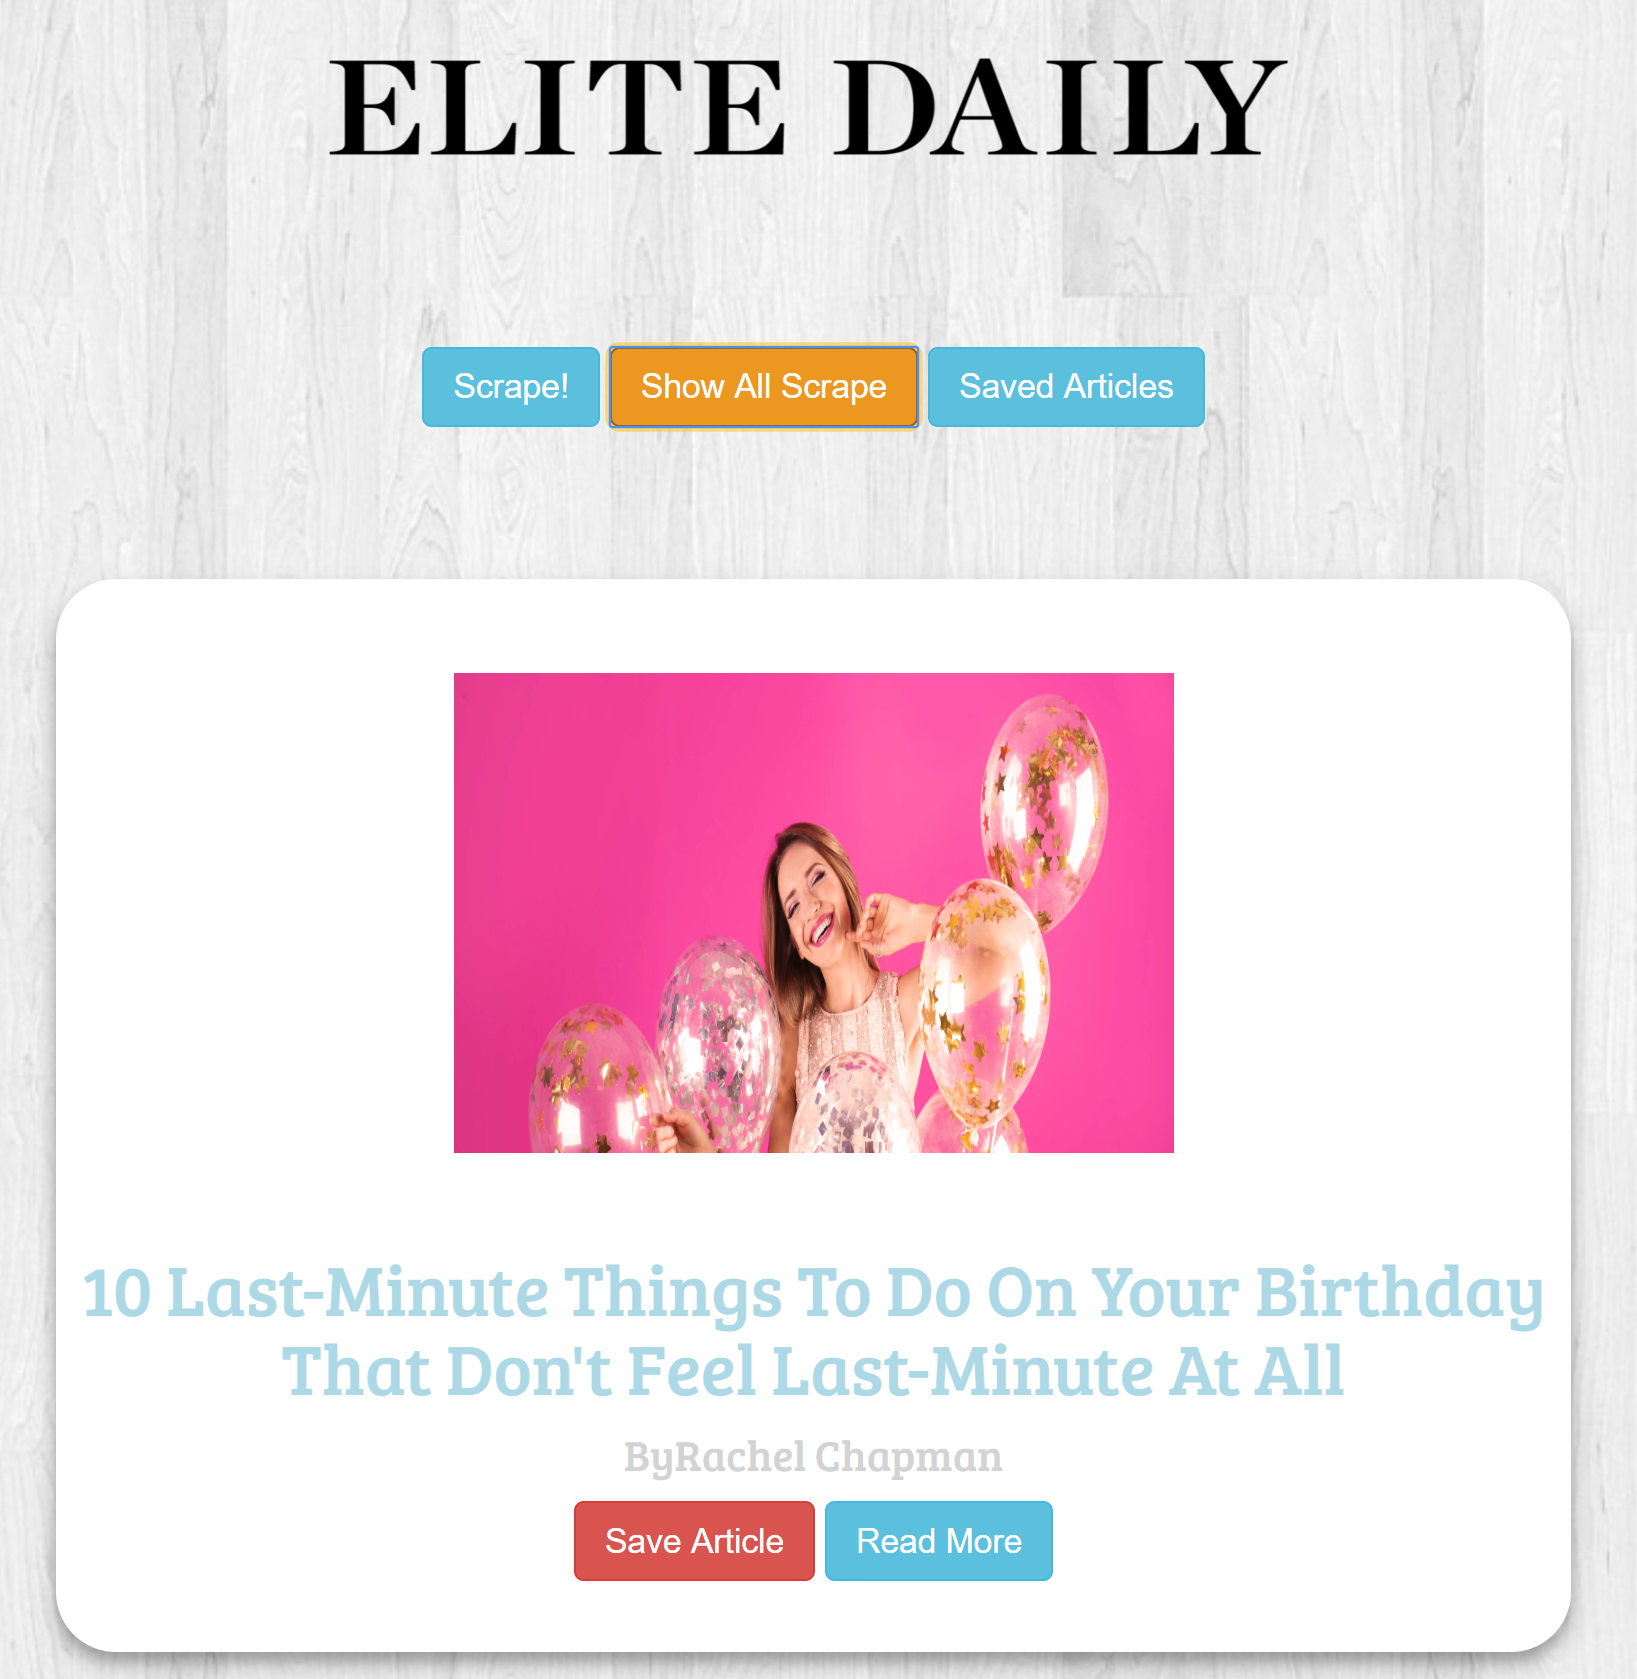 ELITE DAILY
Scrape! Show All Scrape Saved Articles
10 Last-Minute Things To Do On Your Birthday
That Don't Feel Last-Minute At All
ByRachel Chapman
Save Article Read More